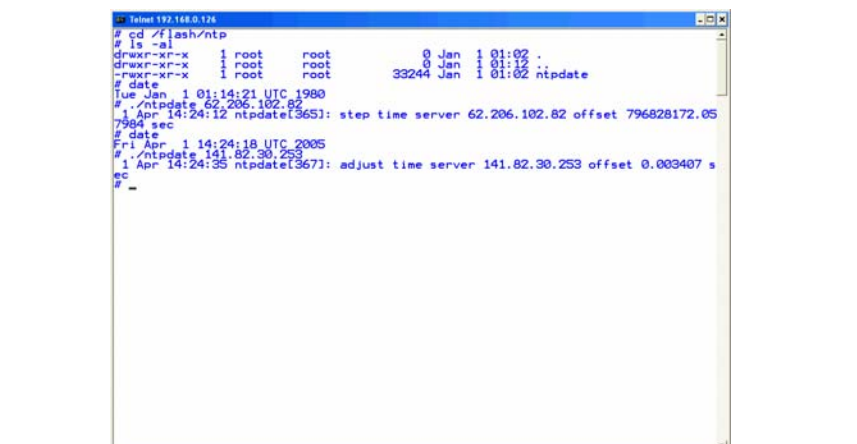 Telnet 192.168.0.126
# cd /flash/ntp
# ls -al
drwxr-xr-x 1 root root 0 Jan 1 01:02 .
drwxr-xr-x 1 root root 0 Jan 1 01:12 ..
-rwxr-xr-x 1 root root 33244 Jan 1 01:02 ntpdate
# date
Tue Jan 1 01:14:21 UTC 1980
# ./ntpdate 62.206.102.82
1 Apr 14:24:12 ntpdate[365]: step time server 62.206.102.82 offset 796828172.05
7984 sec
# date
Fri Apr 1 14:24:18 UTC 2005
# ./ntpdate 141.82.30.253
1 Apr 14:24:35 ntpdate[367]: adjust time server 141.82.30.253 offset 0.003407 s
ec
# _